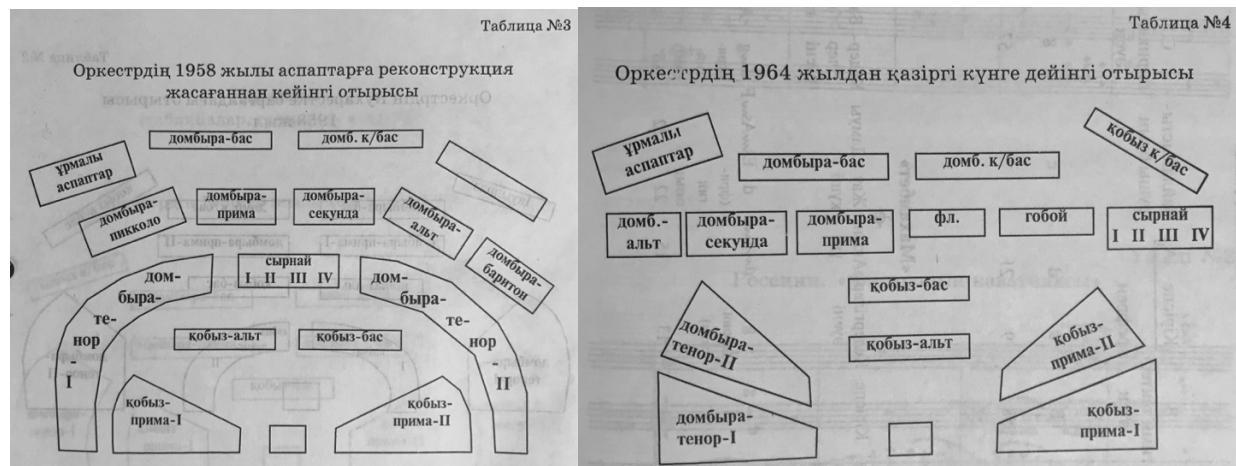 Таблица №3
Оркестрдің 1958 жылы аспаптарға реконструкция
жасағаннан кейінгі отырысы
домбыра-бас
домб. к/бас
ұрмалы
аспаптар
домбыра-
пикколо
домбыра-
прима
домбыра-
секунда
домбыра-
альт
домбыра-
баритон
сырнай
I II III IV
дом-
быра-
те-
нор
-
I
дом-
быра-
те-
нор
-
II
қобыз-альт
қобыз-бас
қобыз-
прима-I
қобыз-
прима-II
Таблица №4
Оркестрдің 1964 жылдан қазіргі күнге дейінгі отырысы
ұрмалы
аспаптар
домбыра-бас
домб. к/бас
қобыз к/бас
домб.-
альт
домбыра-
секунда
домбыра-
прима
фл.
гобой
сырнай
I II III IV
қобыз-бас
қобыз-альт
домбыра-
тенор-II
қобыз-
прима-II
домбыра-
тенор-I
қобыз-
прима-I